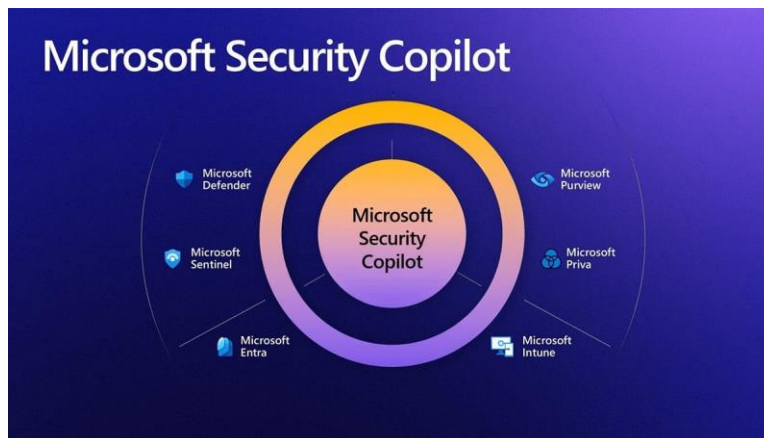 Microsoft Security Copilot
Microsoft
Defender
Microsoft
Sentinel
Microsoft
Entra
Microsoft
Security
Copilot
Microsoft
Purview
Microsoft
Priva
Microsoft
Intune